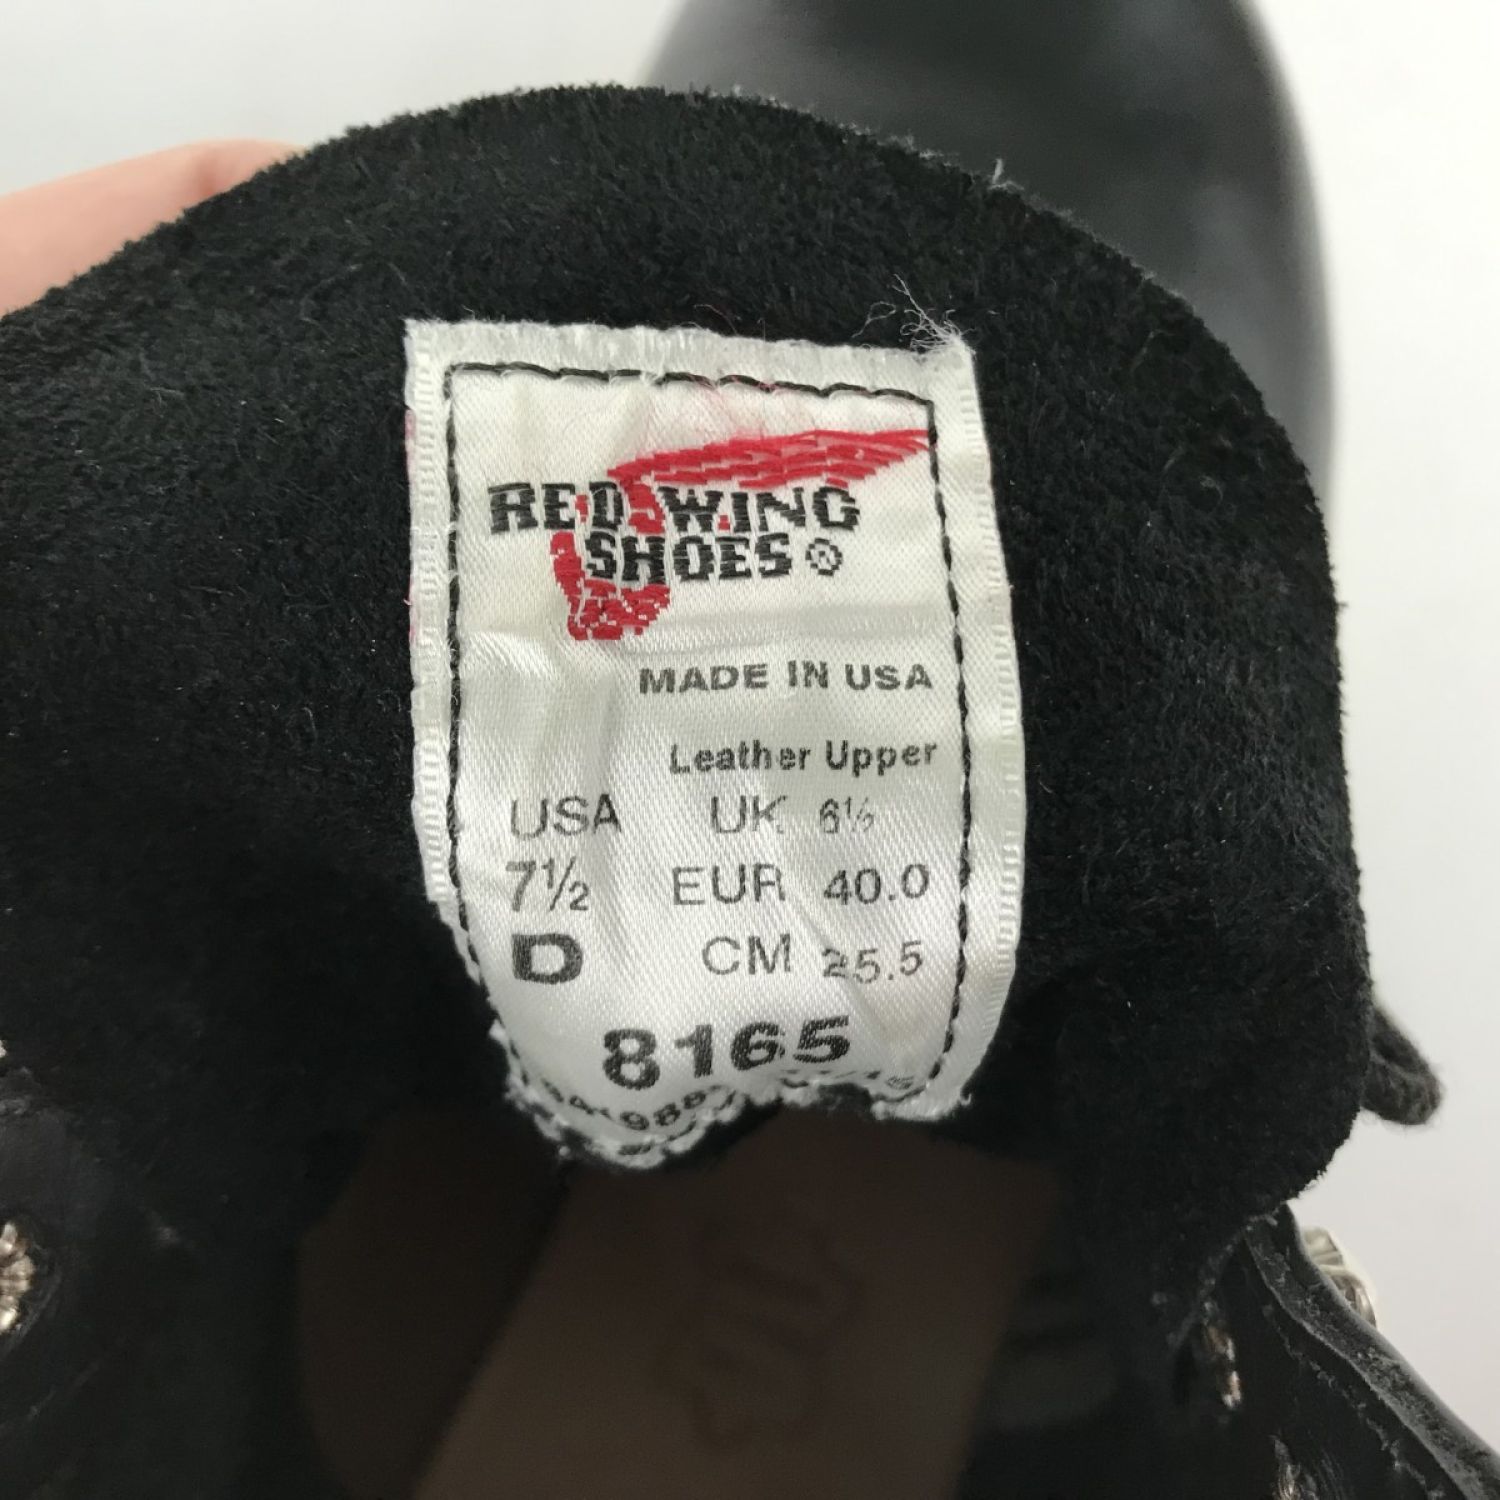 RED WING
SHOES ®
MADE IN USA
Leather Upper
USA UK 6½
7½ EUR 40.0
D CM 25.5
8165